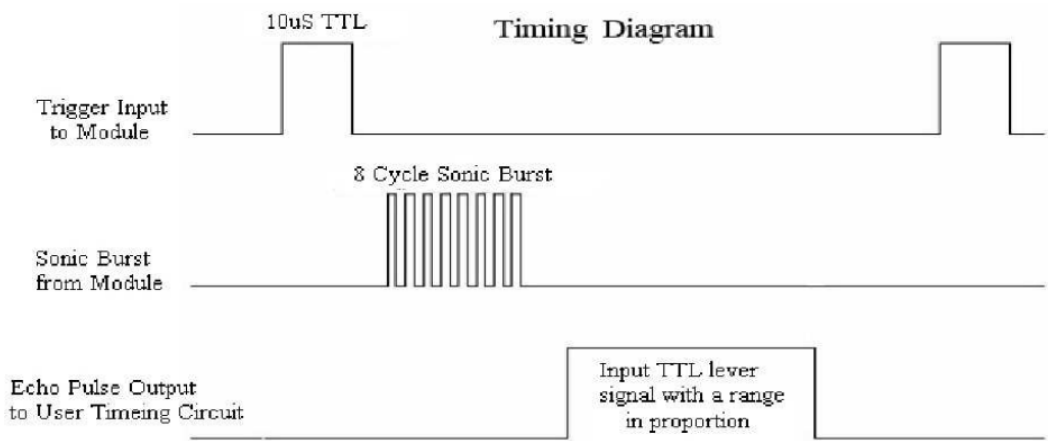 10uS TTL
Timing Diagram
Trigger Input
to Module
8 Cycle Sonic Burst
Sonic Burst
from Module
Echo Pulse Output
to User Timeing Circuit
Input TTL lever
signal with a range
in proportion